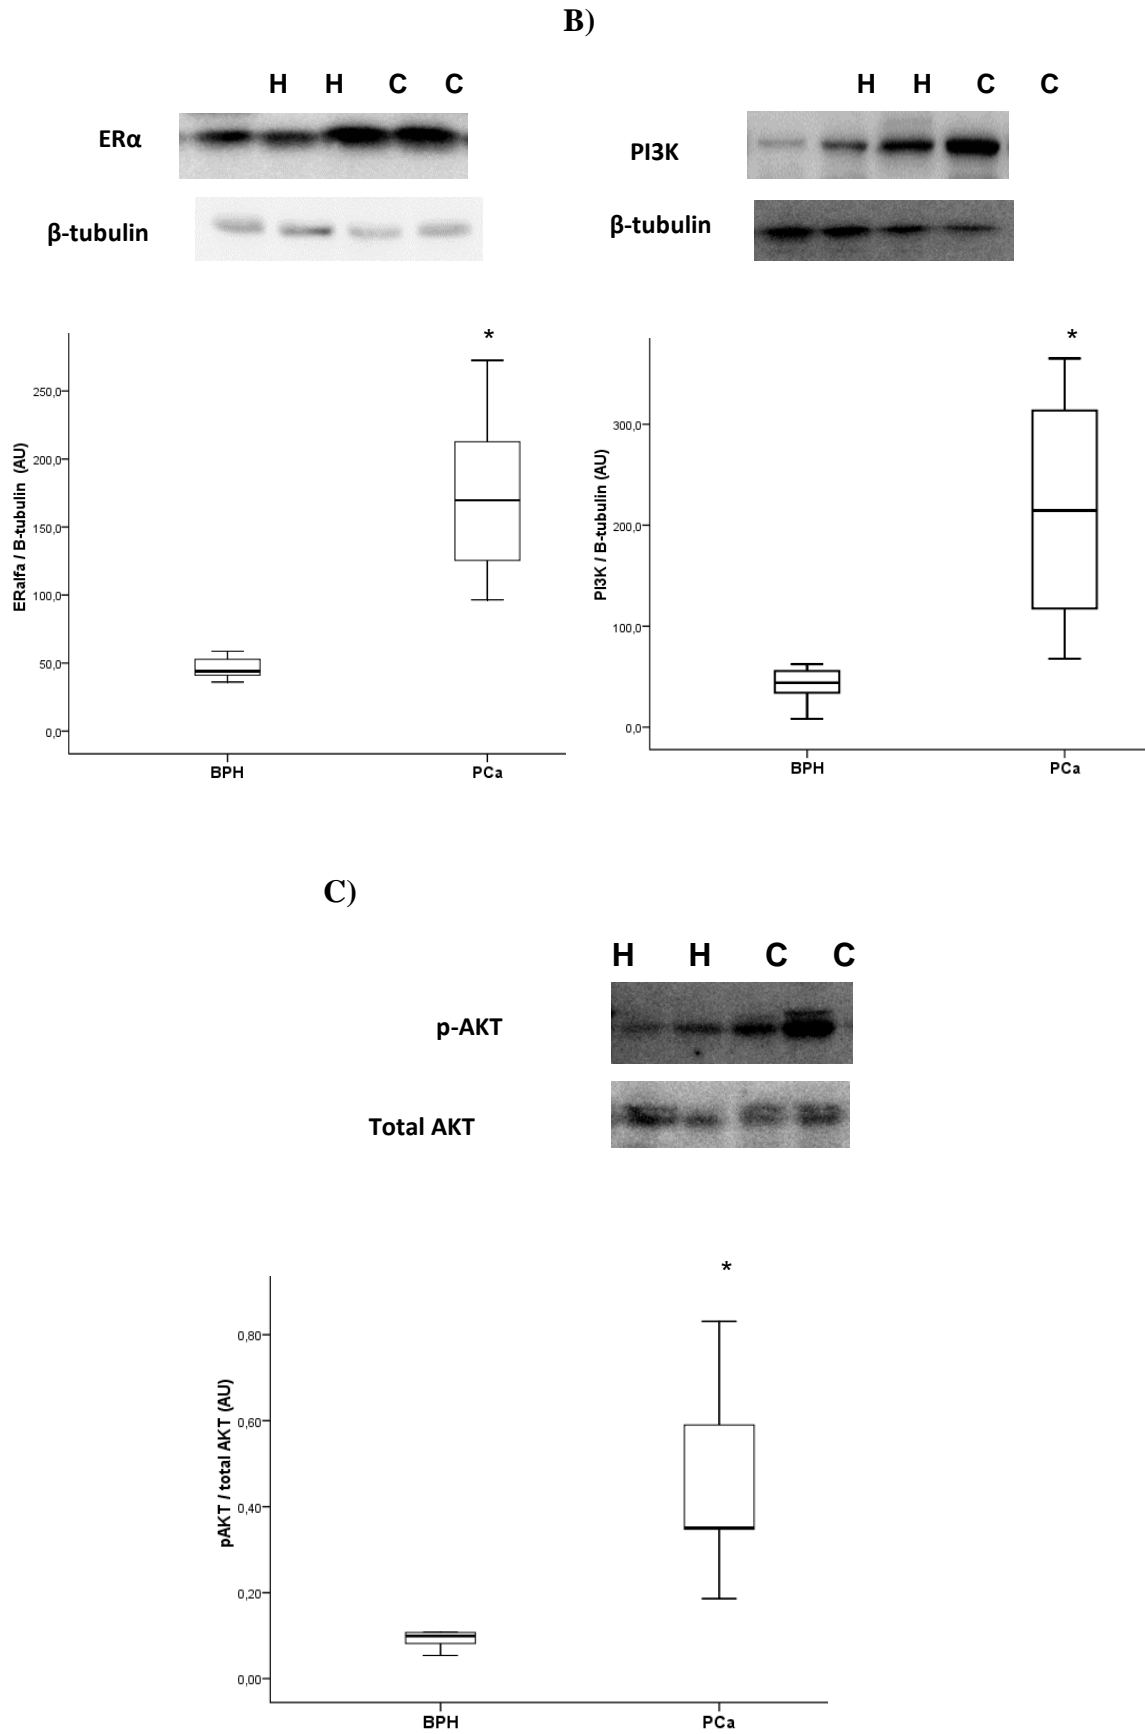 B)
H H C C
ERα
β-tubulin
*
250,0
200,0
150,0
100,0
50,0
0,0
ERalfa / B-tubulin (AU)
BPH PCa
H H C C
PI3K
β-tubulin
*
300,0
200,0
100,0
0,0
PI3K / B-tubulin (AU)
BPH PCa
C)
H H C C
p-AKT
Total AKT
*
0,80
0,60
0,40
0,20
0,00
pAKT / total AKT (AU)
BPH PCa